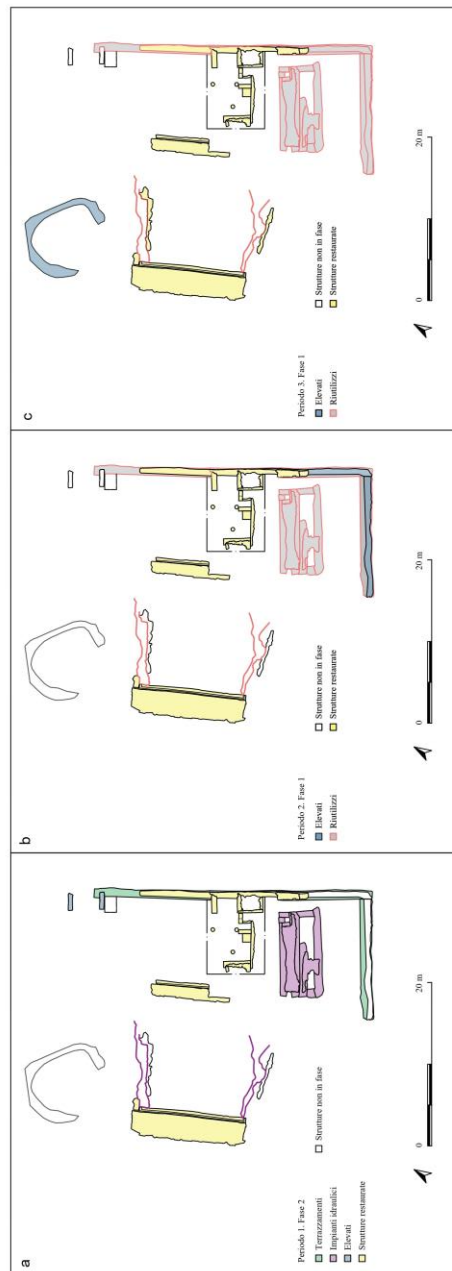 a
Periodo 1. Fase 2
Terrazzamenti
Impianti idraulici
Elevati
Strutture restaurate
Strutture non in fase
0
20 m
b
Periodo 2. Fase 1
Elevati
Riutilizzi
Strutture non in fase
Strutture restaurate
0
20 m
c
Periodo 3. Fase 1
Elevati
Riutilizzi
Strutture non in fase
Strutture restaurate
0
20 m